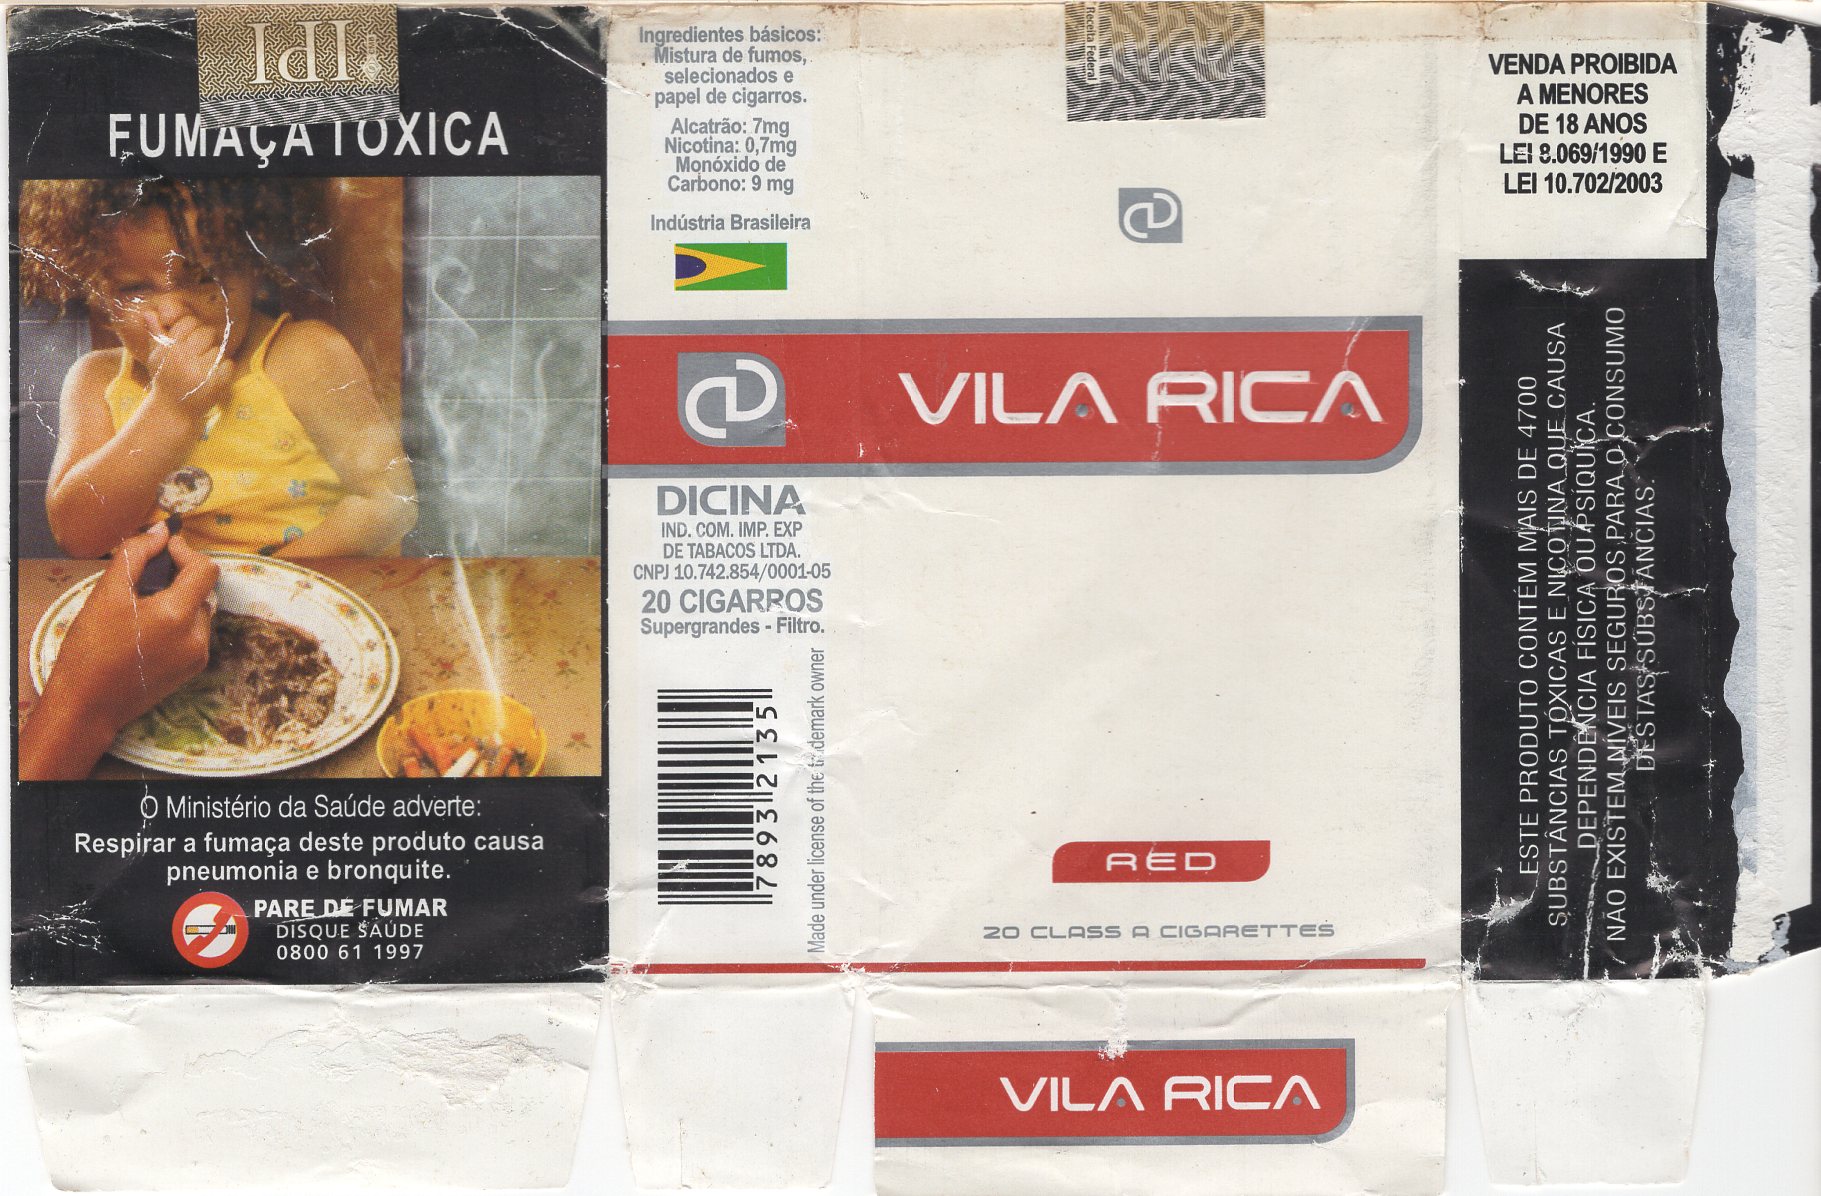 IPI
FUMAÇA TOXICA
O Ministério da Saúde adverte:
Respirar a fumaça deste produto causa
pneumonia e bronquite.
PARE DE FUMAR
DISQUE SAÚDE
0800 61 1997
Ingredientes básicos:
Mistura de fumos,
selecionados e
papel de cigarros.
Alcatrão: 7mg
Nicotina: 0,7mg
Monóxido de
Carbono: 9 mg
Indústria Brasileira
DICINA
IND. COM. IMP. EXP
DE TABACOS LTDA.
CNPJ 10.742.854/0001-05
20 CIGARROS
Supergrandes - Filtro.
78932135
Made under license of the trademark owner
Receita Federal
VILA RICA
RED
20 CLASS A CIGARETTES
VILA RICA
VENDA PROIBIDA
A MENORES
DE 18 ANOS
LEI 8.069/1990 E
LEI 10.702/2003
ESTE PRODUTO CONTÉM MAIS DE 4700
SUBSTÂNCIAS TÓXICAS E NICOTINA QUE CAUSA
DEPENDÊNCIA FÍSICA OU PSÍQUICA.
NÃO EXISTEM NÍVEIS SEGUROS PARA O CONSUMO
DESTAS SUBSTÂNCIAS.